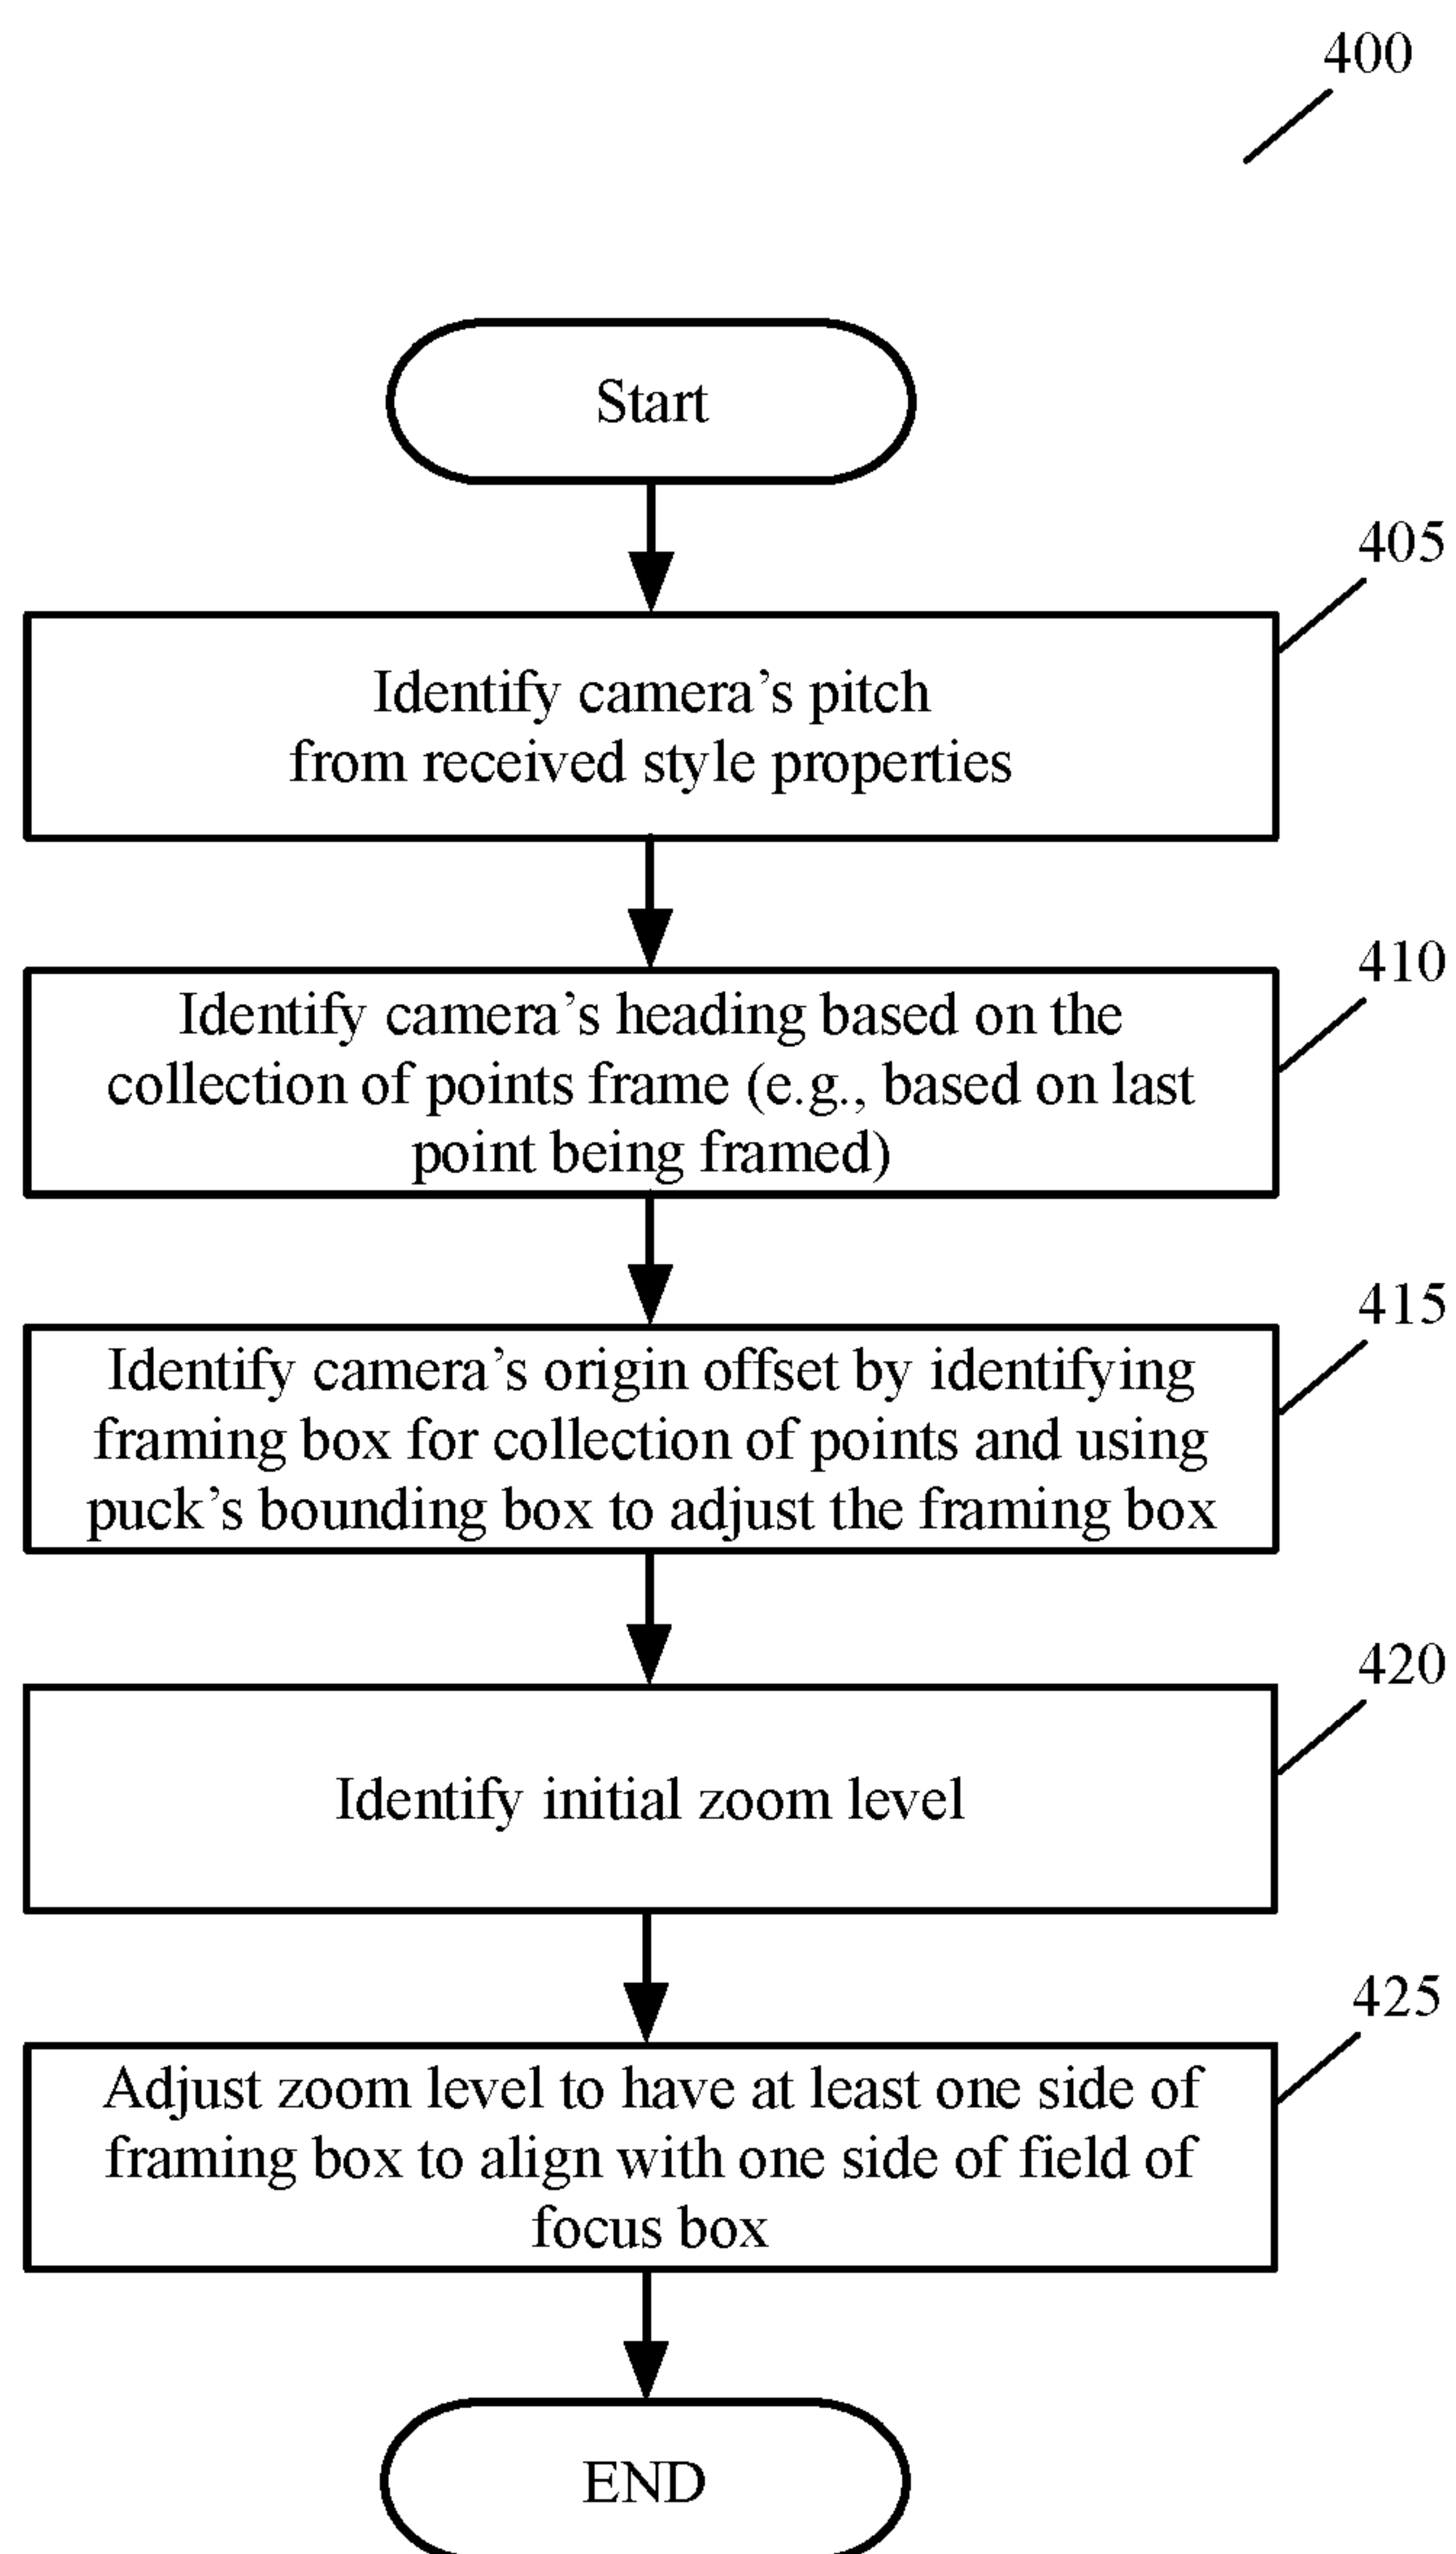 400
Start
405
Identify camera’s pitch
from received style properties
410
Identify camera’s heading based on the
collection of points frame (e.g., based on last
point being framed)
415
Identify camera’s origin offset by identifying
framing box for collection of points and using
puck’s bounding box to adjust the framing box
420
Identify initial zoom level
425
Adjust zoom level to have at least one side of
framing box to align with one side of field of
focus box
END